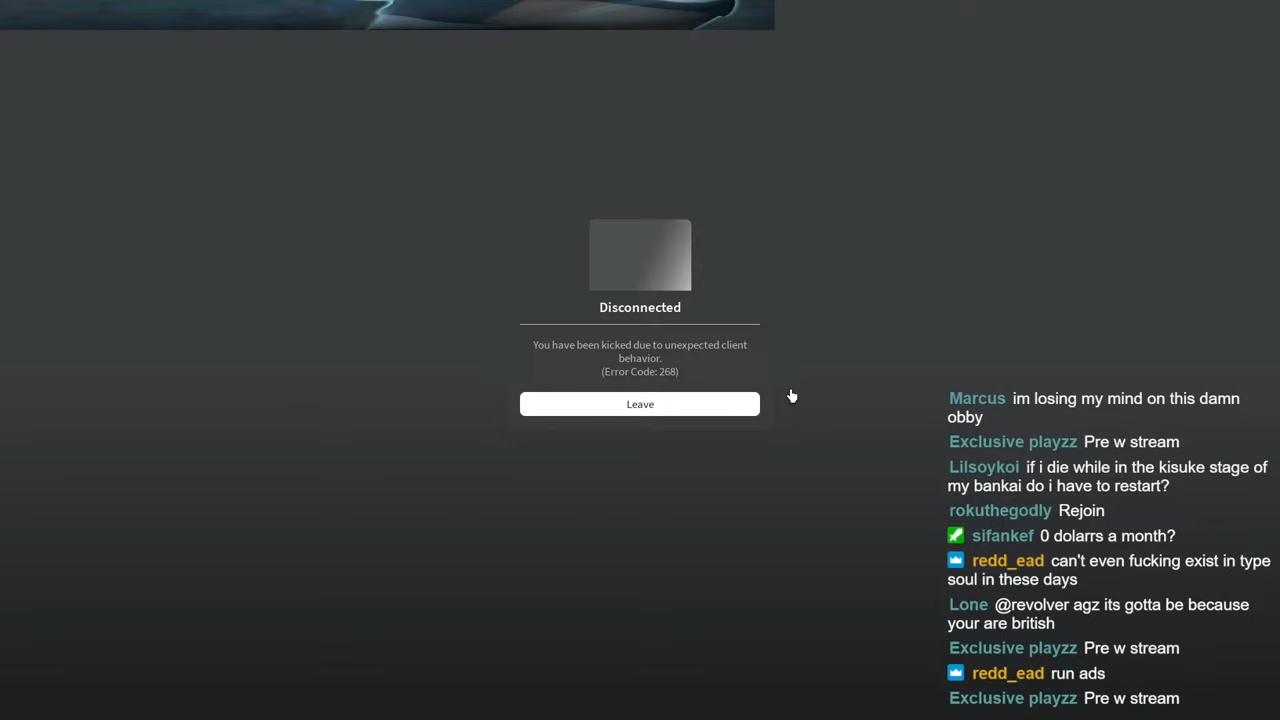 Disconnected
You have been kicked due to unexpected client
behavior.
(Error Code: 268)
Leave
Marcus im losing my mind on this damn
obby
Exclusive playzz Pre w stream
Lilsoykoi if i die while in the kisuke stage of
my bankai do i have to restart?
rokuthegodly Rejoin
sifankef 0 dolarrs a month?
redd_ead can't even fucking exist in type
soul in these days
Lone @revolver agz its gotta be because
your are british
Exclusive playzz Pre w stream
redd_ead run ads
Exclusive playzz Pre w stream